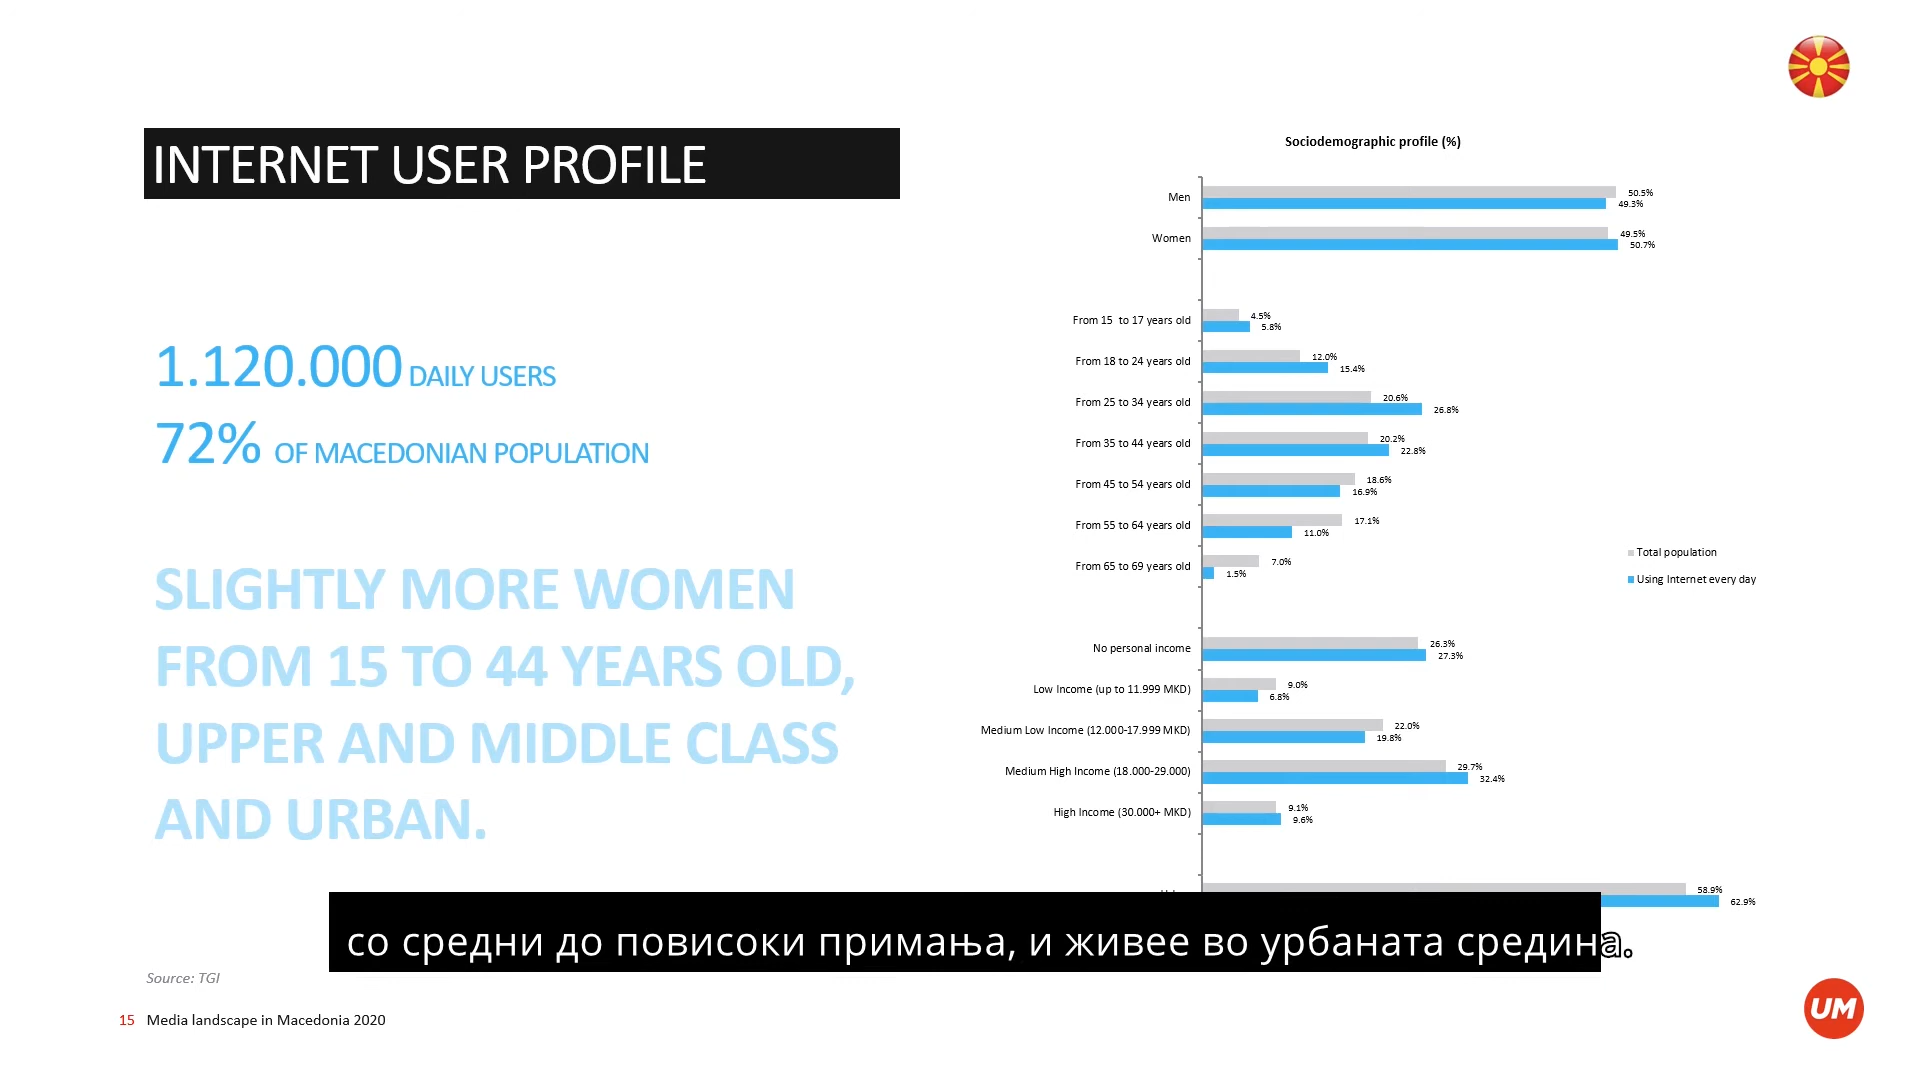 INTERNET USER PROFILE
1.120.000 DAILY USERS
72% OF MACEDONIAN POPULATION
SLIGHTLY MORE WOMEN
FROM 15 TO 44 YEARS OLD,
UPPER AND MIDDLE CLASS
AND URBAN.
Sociodemographic profile (%)
Men 50.5%
49.3%
Women 49.5%
50.7%
From 15 to 17 years old 4.5%
5.8%
From 18 to 24 years old 12.0%
15.4%
From 25 to 34 years old 20.6%
26.8%
From 35 to 44 years old 20.2%
22.8%
From 45 to 54 years old 18.6%
16.9%
From 55 to 64 years old 17.1%
11.0%
From 65 to 69 years old 7.0%
1.5%
No personal income 26.3%
27.3%
Low Income (up to 11.999 MKD) 9.0%
6.8%
Medium Low Income (12.000-17.999 MKD) 22.0%
19.8%
Medium High Income (18.000-29.000) 29.7%
32.4%
High Income (30.000+ MKD) 9.1%
9.6%
58.9%
62.9%
Total population
Using Internet every day
со средни до повисоки примања, и живее во урбаната средина.
Source: TGI
15 Media landscape in Macedonia 2020
UM